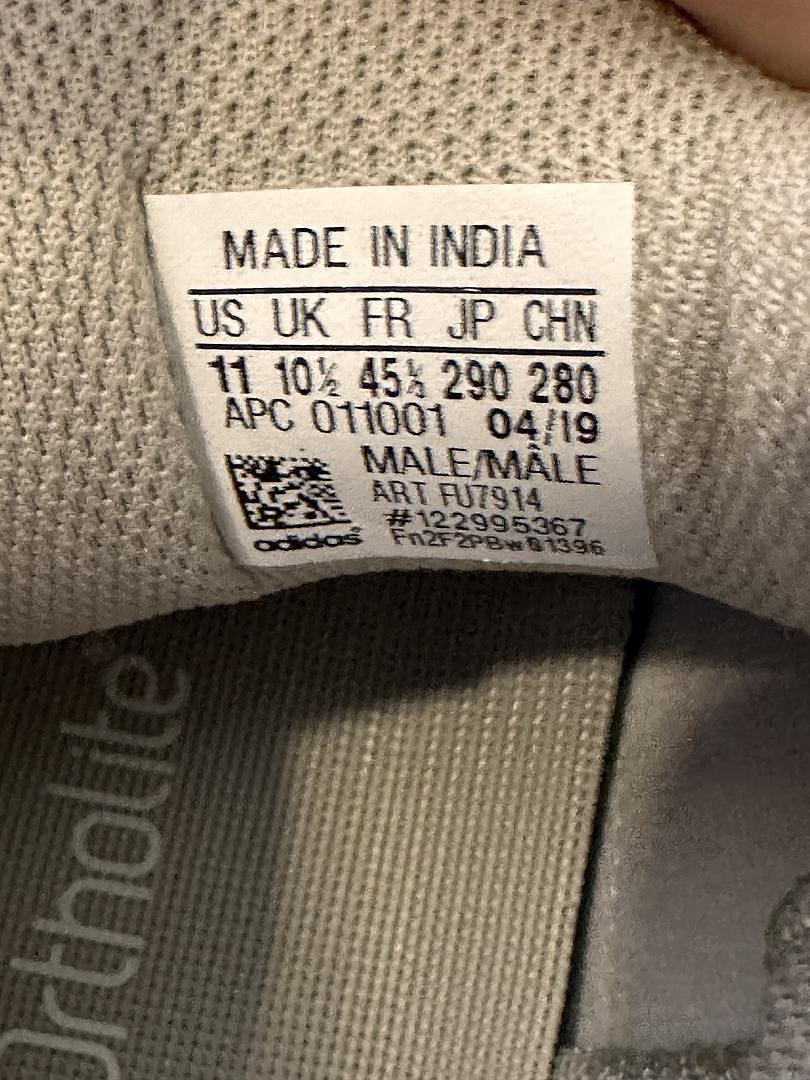 MADE IN INDIA
US UK FR JP CHN
11 10½ 45⅓ 290 280
APC 011001 04/19
MALE/MÂLE
ART FU7914
#122995367
adidas
OrthoLite